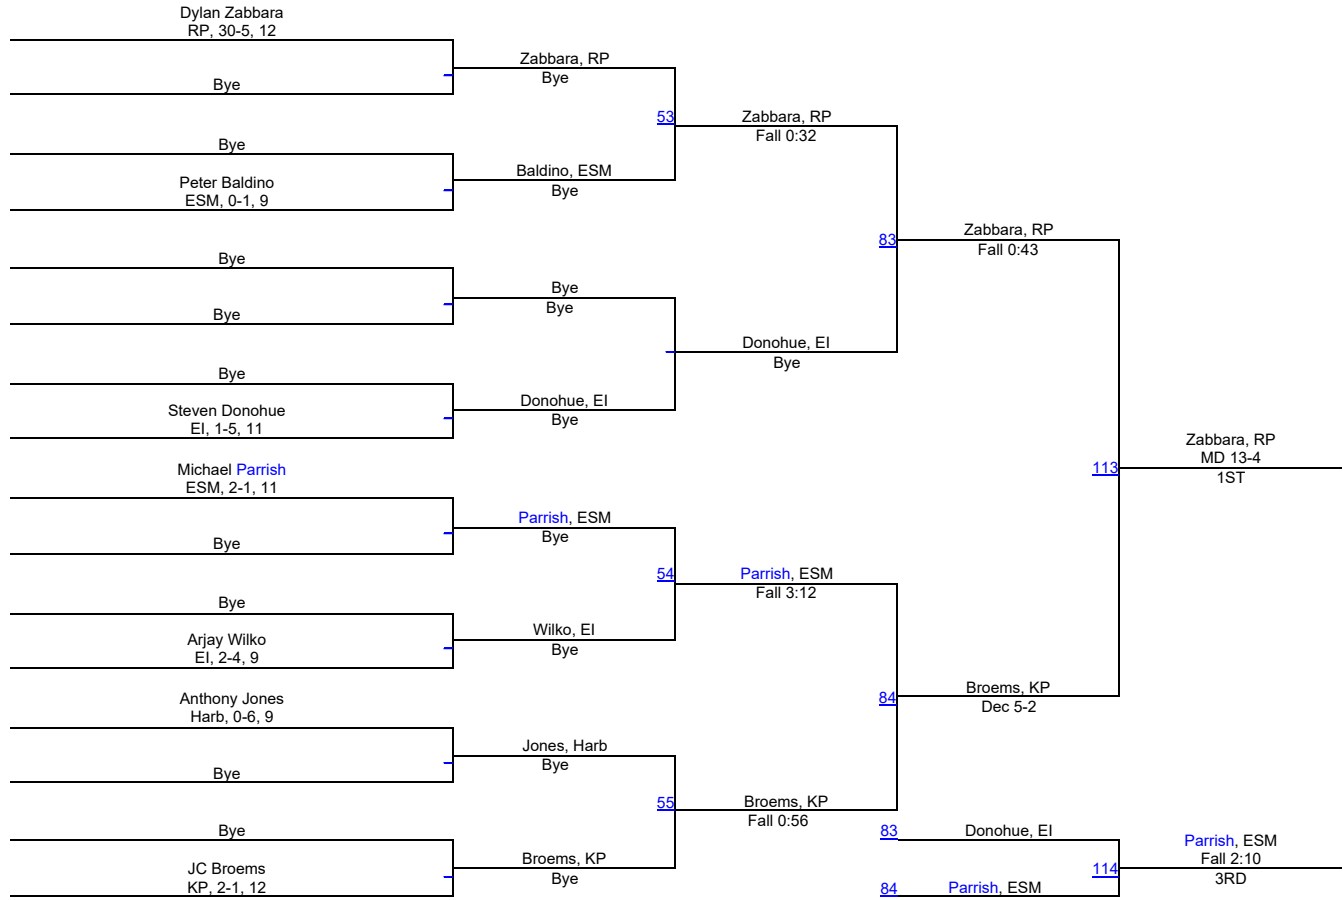 Dylan Zabbara
RP, 30-5, 12
Bye
Bye
Peter Baldino
ESM, 0-1, 9
Bye
Bye
Bye
Steven Donohue
EI, 1-5, 11
Michael Parrish
ESM, 2-1, 11
Bye
Bye
Arjay Wilko
EI, 2-4, 9
Anthony Jones
Harb, 0-6, 9
Bye
Bye
JC Broems
KP, 2-1, 12
Zabbara, RP
Bye
53
Baldino, ESM
Bye
Bye
Bye
Donohue, EI
Bye
Parrish, ESM
Bye
54
Wilko, EI
Bye
Jones, Harb
Bye
55
Broems, KP
Bye
Zabbara, RP
Fall 0:32
83
Donohue, EI
Bye
Parrish, ESM
Fall 3:12
84
Broems, KP
Fall 0:56
Zabbara, RP
Fall 0:43
113
Broems, KP
Dec 5-2
Zabbara, RP
MD 13-4
1ST
83
Donohue, EI
114
84
Parrish, ESM
Parrish, ESM
Fall 2:10
3RD